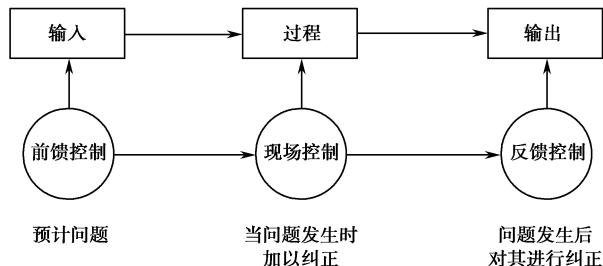 输入
过程
输出
前馈控制
现场控制
反馈控制
预计问题
当问题发生时
加以纠正
问题发生后
对其进行纠正